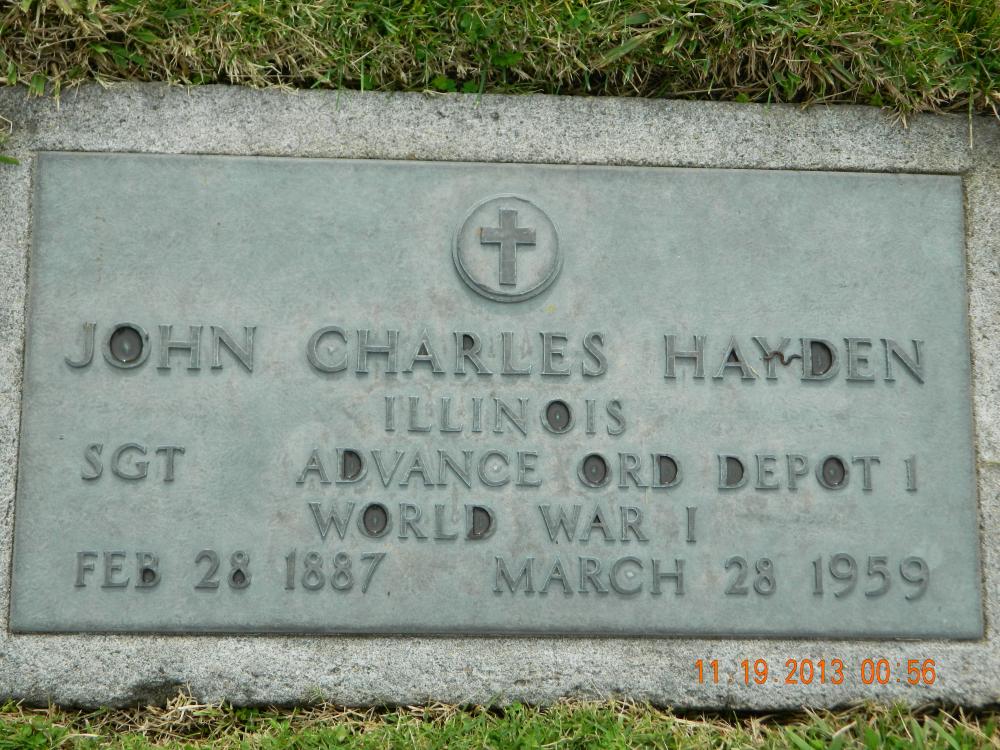 JOHN CHARLES HAYDEN
ILLINOIS
SGT ADVANCE ORD DEPOT 1
WORLD WAR I
FEB 28 1887 MARCH 28 1959
11.19.2013 00:56